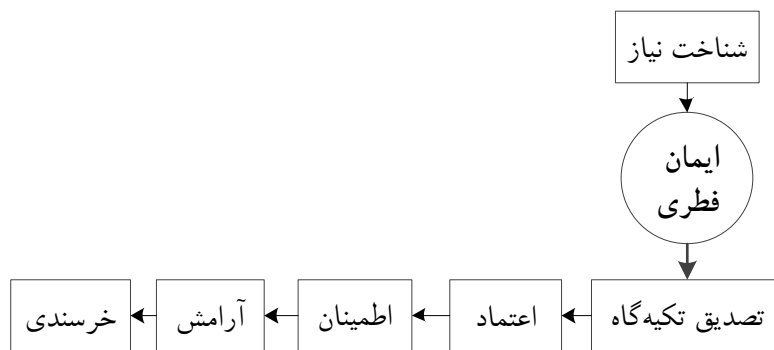 شناخت نیاز
ایمان
فطری
تصدیق تکیه‌گاه
اعتماد
اطمینان
آرامش
خرسندی